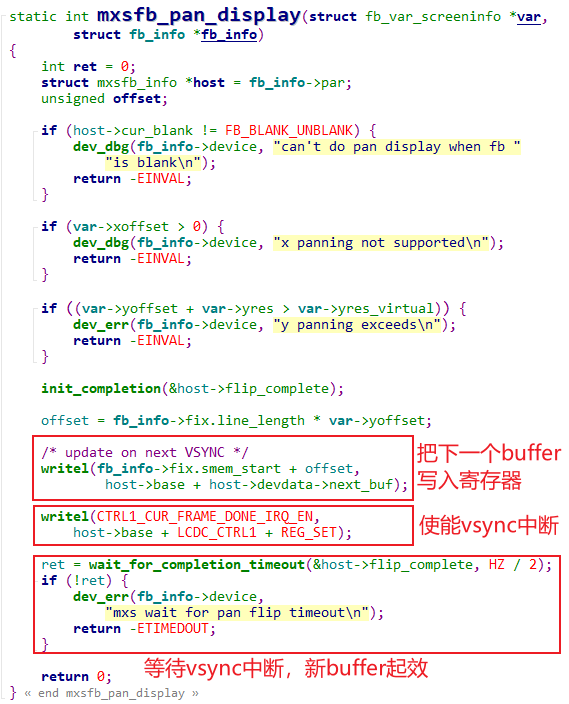 static int mxsfb_pan_display(struct fb_var_screeninfo *var,
struct fb_info *fb_info)
{
int ret = 0;
struct mxsfb_info *host = fb_info->par;
unsigned offset;
if (host->cur_blank != FB_BLANK_UNBLANK) {
dev_dbg(fb_info->device, "can't do pan display when fb "
"is blank\n");
return -EINVAL;
}
if (var->xoffset > 0) {
dev_dbg(fb_info->device, "x panning not supported\n");
return -EINVAL;
}
if ((var->yoffset + var->yres > var->yres_virtual)) {
dev_err(fb_info->device, "y panning exceeds\n");
return -EINVAL;
}
init_completion(&host->flip_complete);
offset = fb_info->fix.line_length * var->yoffset;
/* update on next VSYNC */
writel(fb_info->fix.smem_start + offset,
host->base + host->devdata->next_buf);
把下一个buffer
写入寄存器
writel(CTRL1_CUR_FRAME_DONE_IRQ_EN,
host->base + LCDC_CTRL1 + REG_SET);
使能vsync中断
ret = wait_for_completion_timeout(&host->flip_complete, HZ / 2);
if (!ret) {
dev_err(fb_info->device,
"mxs wait for pan flip timeout\n");
return -ETIMEDOUT;
}
等待vsync中断，新buffer起效
return 0;
} « end mxsfb_pan_display »